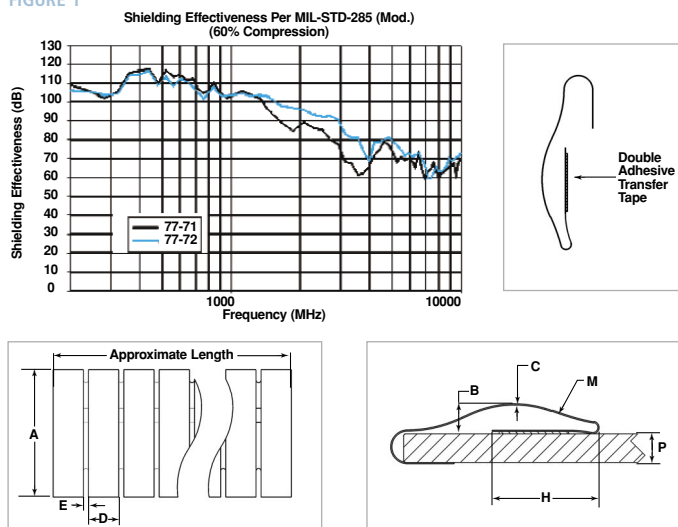 FIGURE 1
Shielding Effectiveness Per MIL-STD-285 (Mod.)
(60% Compression)
Shielding Effectiveness (dB)
130
120
110
100
90
80
70
60
50
40
30
20
10
0
77-71
77-72
1000
10000
Frequency (MHz)
Double
Adhesive
Transfer
Tape
Approximate Length
A
E
D
B
C
M
P
H